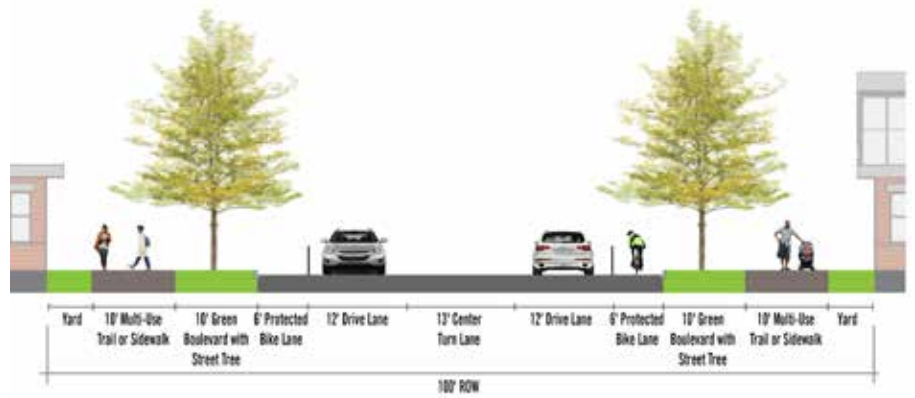 Yard
10' Multi-Use
Trail or Sidewalk
10' Green
Boulevard with
Street Tree
6' Protected
Bike Lane
12' Drive Lane
13' Center
Turn Lane
12' Drive Lane
6' Protected
Bike Lane
10' Green
Boulevard with
Street Tree
10' Multi-Use
Trail or Sidewalk
Yard
100' ROW